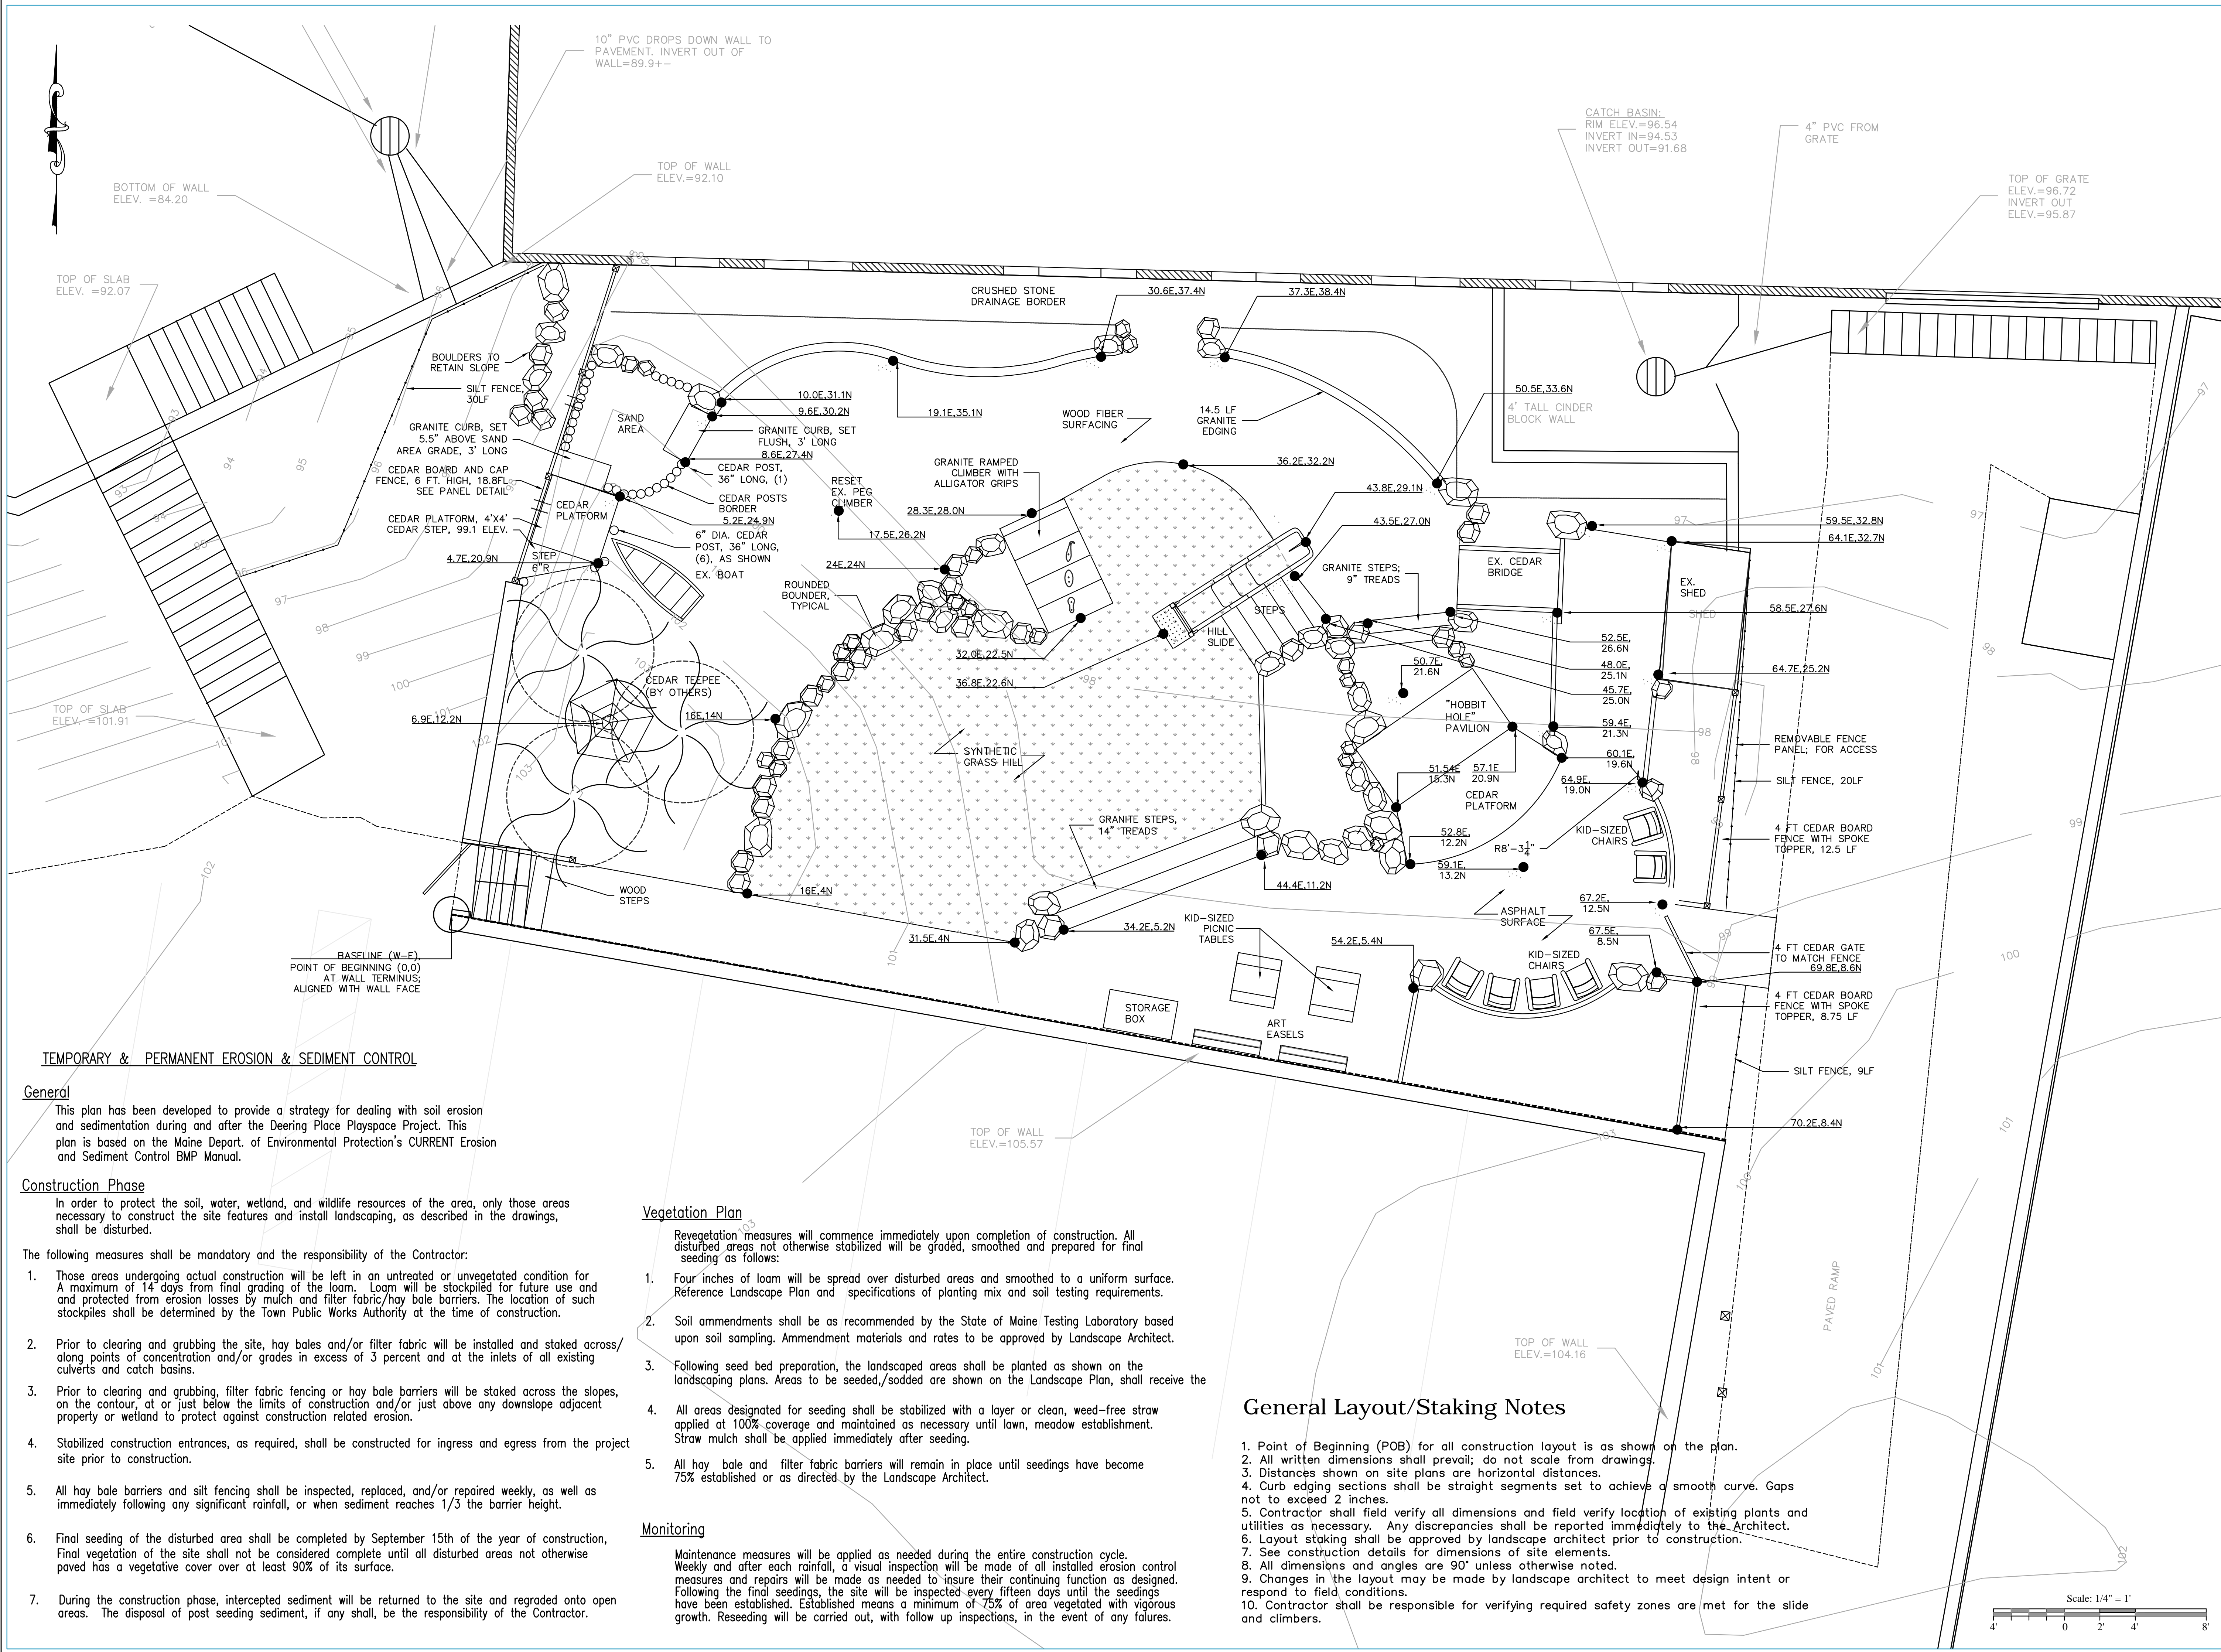 10" PVC DROPS DOWN WALL TO
PAVEMENT. INVERT OUT OF
WALL=89.9+-
CATCH BASIN:
RIM ELEV.=96.54
INVERT IN=94.53
INVERT OUT=91.68
4" PVC FROM
GRATE
TOP OF WALL
ELEV.=92.10
BOTTOM OF WALL
ELEV. =84.20
TOP OF GRATE
ELEV.=96.72
INVERT OUT
ELEV.=95.87
TOP OF SLAB
ELEV. =92.07
CRUSHED STONE
DRAINAGE BORDER
30.6E,37.4N
37.3E,38.4N
BOULDERS TO
RETAIN SLOPE
SILT FENCE,
30LF
10.0E,31.1N
9.6E,30.2N
19.1E,35.1N
50.5E,33.6N
4' TALL CINDER
BLOCK WALL
SAND
AREA
WOOD FIBER
SURFACING
14.5 LF
GRANITE
EDGING
GRANITE CURB, SET
5.5" ABOVE SAND
AREA GRADE, 3' LONG
GRANITE CURB, SET
FLUSH, 3' LONG
8.6E,27.4N
CEDAR BOARD AND CAP
FENCE, 6 FT. HIGH, 18.8FL
SEE PANEL DETAIL
CEDAR POST,
36" LONG, (1)
GRANITE RAMPED
CLIMBER WITH
ALLIGATOR GRIPS
36.2E,32.2N
43.8E,29.1N
RESET
EX. PEG
CLIMBER
CEDAR POSTS
BORDER
CEDAR
PLATFORM
28.3E,28.0N
43.5E,27.0N
59.5E,32.8N
64.1E,32.7N
CEDAR PLATFORM, 4'X4'
CEDAR STEP, 99.1 ELEV.
5.2E,24.9N
6" DIA. CEDAR
POST, 36" LONG,
(6), AS SHOWN
17.5E,26.2N
4.7E,20.9N
STEP
6"R
EX. BOAT
24E,24N
ROUNDED
BOUNDER,
TYPICAL
GRANITE STEPS;
9" TREADS
EX. CEDAR
BRIDGE
EX.
SHED
SHED
STEPS
58.5E,27.6N
HILL
SLIDE
52.5E,
26.6N
32.0E,22.5N
50.7E,
21.6N
48.0E,
25.1N
64.7E,25.2N
36.8E,22.6N
45.7E,
25.0N
CEDAR TEEPEE
(BY OTHERS)
"HOBBIT
HOLE"
PAVILION
TOP OF SLAB
ELEV. =101.91
6.9E,12.2N
16E,14N
59.4E,
21.3N
REMOVABLE FENCE
PANEL; FOR ACCESS
SYNTHETIC
GRASS HILL
60.1E,
19.6N
51.54E
15.3N
57.1E
20.9N
64.9E,
19.0N
SILT FENCE, 20LF
CEDAR
PLATFORM
GRANITE STEPS,
14" TREADS
KID-SIZED
CHAIRS
4 FT CEDAR BOARD
FENCE WITH SPOKE
TOPPER, 12.5 LF
52.8E,
12.2N
R8'-3¼"
59.1E,
13.2N
WOOD
STEPS
16E,4N
44.4E,11.2N
67.2E,
12.5N
ASPHALT
SURFACE
KID-SIZED
PICNIC
TABLES
34.2E,5.2N
31.5E,4N
54.2E,5.4N
67.5E,
8.5N
KID-SIZED
CHAIRS
4 FT CEDAR GATE
TO MATCH FENCE
69.8E,8.6N
BASELINE (W-E),
POINT OF BEGINNING (0,0)
AT WALL TERMINUS;
ALIGNED WITH WALL FACE
STORAGE
BOX
ART
EASELS
4 FT CEDAR BOARD
FENCE WITH SPOKE
TOPPER, 8.75 LF
SILT FENCE, 9LF
TOP OF WALL
ELEV.=105.57
70.2E,8.4N
PAVED RAMP
TOP OF WALL
ELEV.=104.16
TEMPORARY & PERMANENT EROSION & SEDIMENT CONTROL
General
This plan has been developed to provide a strategy for dealing with soil erosion
and sedimentation during and after the Deering Place Playspace Project. This
plan is based on the Maine Depart. of Environmental Protection's CURRENT Erosion
and Sediment Control BMP Manual.
Construction Phase
In order to protect the soil, water, wetland, and wildlife resources of the area, only those areas
necessary to construct the site features and install landscaping, as described in the drawings,
shall be disturbed.
The following measures shall be mandatory and the responsibility of the Contractor:
1. Those areas undergoing actual construction will be left in an untreated or unvegetated condition for
A maximum of 14 days from final grading of the loam. Loam will be stockpiled for future use and
and protected from erosion losses by mulch and filter fabric/hay bale barriers. The location of such
stockpiles shall be determined by the Town Public Works Authority at the time of construction.
2. Prior to clearing and grubbing the site, hay bales and/or filter fabric will be installed and staked across/
along points of concentration and/or grades in excess of 3 percent and at the inlets of all existing
culverts and catch basins.
3. Prior to clearing and grubbing, filter fabric fencing or hay bale barriers will be staked across the slopes,
on the contour, at or just below the limits of construction and/or just above any downslope adjacent
property or wetland to protect against construction related erosion.
4. Stabilized construction entrances, as required, shall be constructed for ingress and egress from the project
site prior to construction.
5. All hay bale barriers and silt fencing shall be inspected, replaced, and/or repaired weekly, as well as
immediately following any significant rainfall, or when sediment reaches 1/3 the barrier height.
6. Final seeding of the disturbed area shall be completed by September 15th of the year of construction,
Final vegetation of the site shall not be considered complete until all disturbed areas not otherwise
paved has a vegetative cover over at least 90% of its surface.
7. During the construction phase, intercepted sediment will be returned to the site and regraded onto open
areas. The disposal of post seeding sediment, if any shall, be the responsibility of the Contractor.
Vegetation Plan
Revegetation measures will commence immediately upon completion of construction. All
disturbed areas not otherwise stabilized will be graded, smoothed and prepared for final
seeding as follows:
1. Four inches of loam will be spread over disturbed areas and smoothed to a uniform surface.
Reference Landscape Plan and specifications of planting mix and soil testing requirements.
2. Soil ammendments shall be as recommended by the State of Maine Testing Laboratory based
upon soil sampling. Ammendment materials and rates to be approved by Landscape Architect.
3. Following seed bed preparation, the landscaped areas shall be planted as shown on the
landscaping plans. Areas to be seeded,/sodded are shown on the Landscape Plan, shall receive the
4. All areas designated for seeding shall be stabilized with a layer or clean, weed-free straw
applied at 100% coverage and maintained as necessary until lawn, meadow establishment.
Straw mulch shall be applied immediately after seeding.
5. All hay bale and filter fabric barriers will remain in place until seedings have become
75% established or as directed by the Landscape Architect.
Monitoring
Maintenance measures will be applied as needed during the entire construction cycle.
Weekly and after each rainfall, a visual inspection will be made of all installed erosion control
measures and repairs will be made as needed to insure their continuing function as designed.
Following the final seedings, the site will be inspected every fifteen days until the seedings
have been established. Established means a minimum of 75% of area vegetated with vigorous
growth. Reseeding will be carried out, with follow up inspections, in the event of any failures.
General Layout/Staking Notes
1. Point of Beginning (POB) for all construction layout is as shown on the plan.
2. All written dimensions shall prevail; do not scale from drawings.
3. Distances shown on site plans are horizontal distances.
4. Curb edging sections shall be straight segments set to achieve a smooth curve. Gaps
not to exceed 2 inches.
5. Contractor shall field verify all dimensions and field verify location of existing plants and
utilities as necessary. Any discrepancies shall be reported immediately to the Architect.
6. Layout staking shall be approved by landscape architect prior to construction.
7. See construction details for dimensions of site elements.
8. All dimensions and angles are 90° unless otherwise noted.
9. Changes in the layout may be made by landscape architect to meet design intent or
respond to field conditions.
10. Contractor shall be responsible for verifying required safety zones are met for the slide
and climbers.
Scale: 1/4" = 1'
4' 0 2' 4' 8'